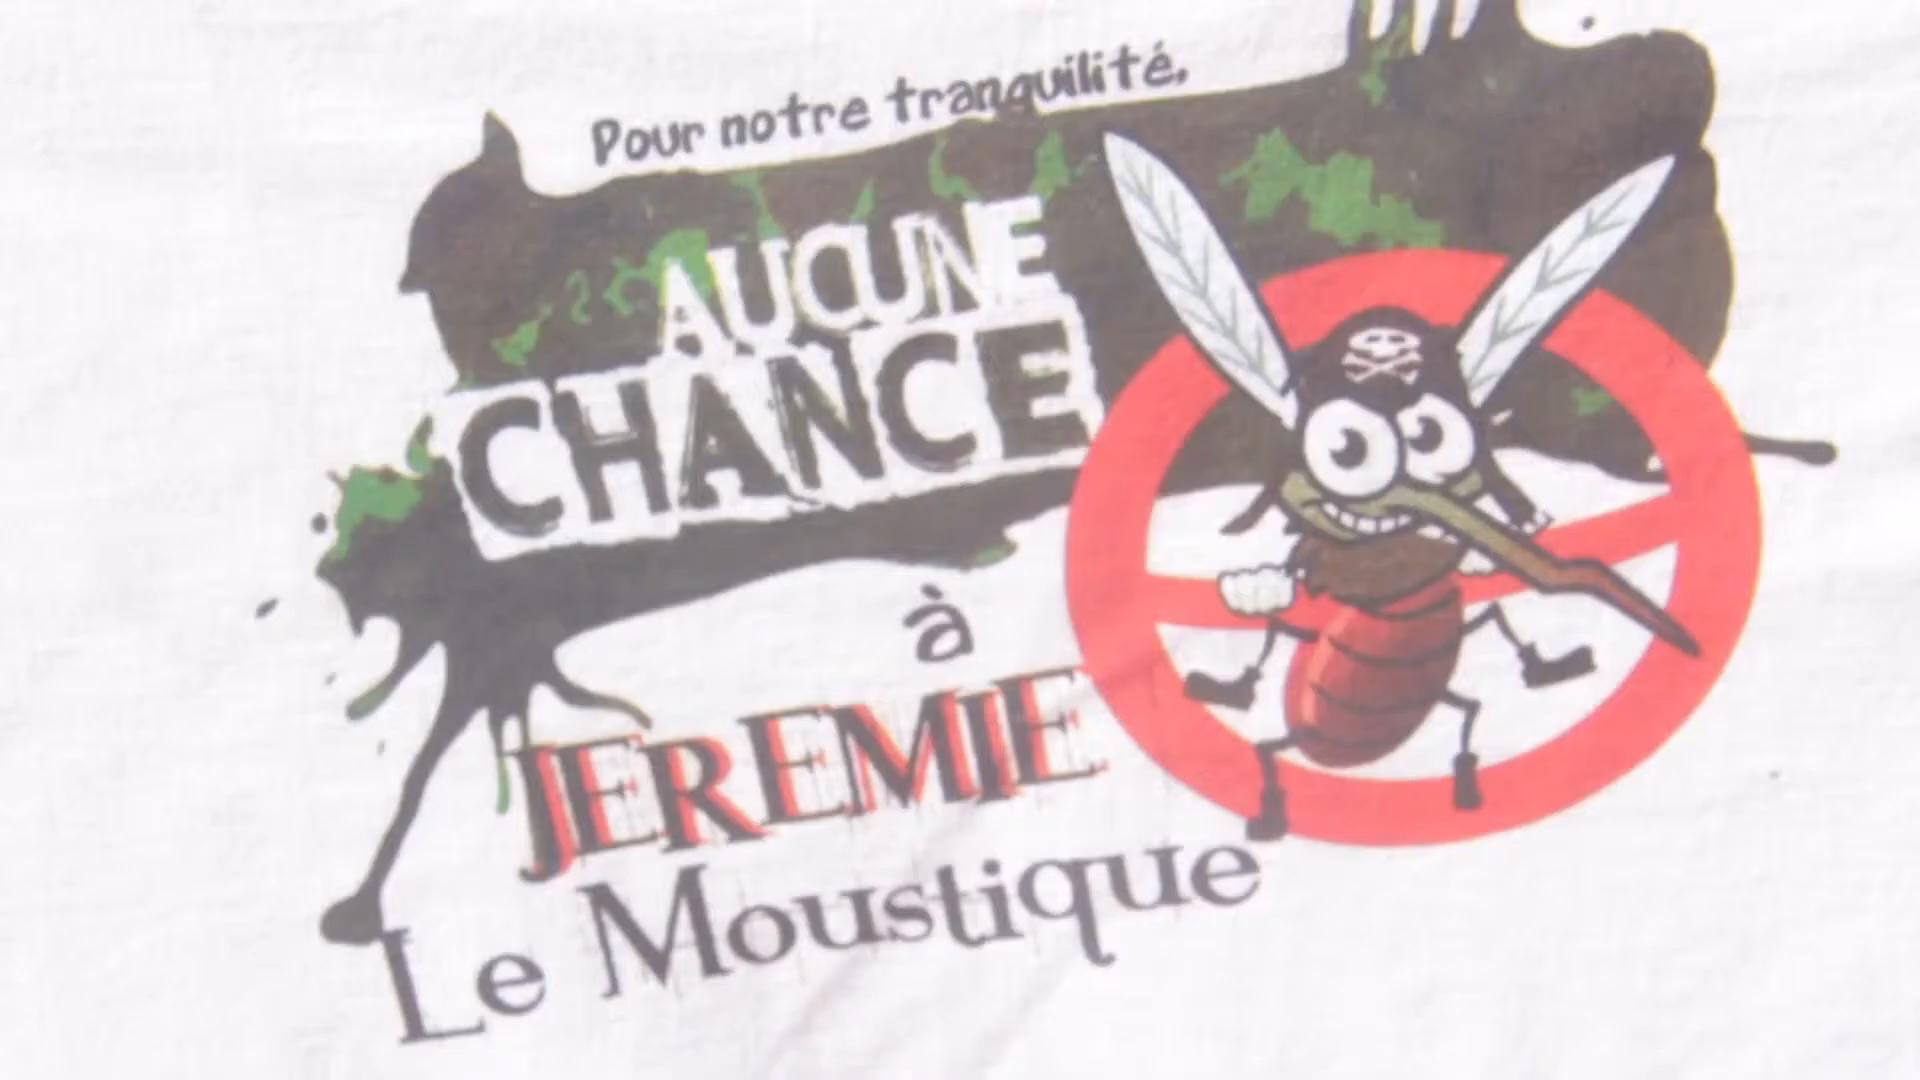 Pour notre tranquilité,
AUCUNE
CHANCE
à
JEREMIE
Le Moustique